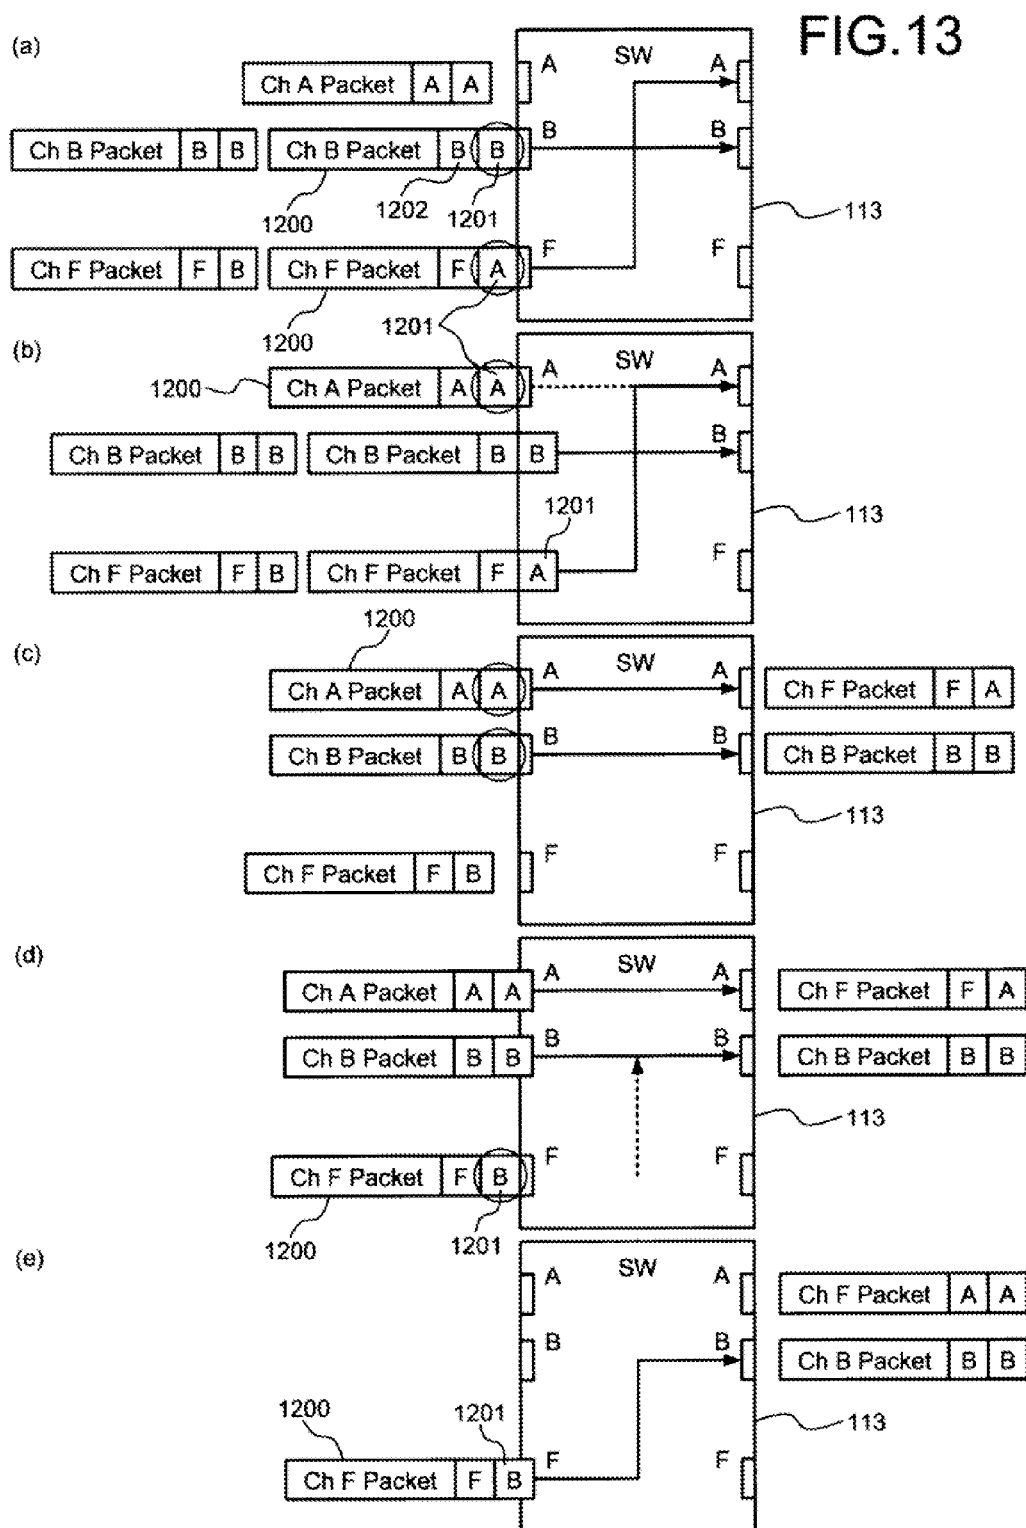 FIG.13
(a)
SW
Ch A Packet A A
A A
Ch B Packet B B
Ch B Packet B B
B B
1200 1202 1201
113
Ch F Packet F B
Ch F Packet F A
F F
1200 1201
(b)
SW
1200
Ch A Packet A A
A A
Ch B Packet B B
Ch B Packet B B
B
1201
113
Ch F Packet F B
Ch F Packet F A
F
1200
(c)
SW
Ch A Packet A A
A A
Ch F Packet F A
Ch B Packet B B
B B
Ch B Packet B B
113
Ch F Packet F B
F F
(d)
SW
Ch A Packet A A
A A
Ch F Packet F A
Ch B Packet B B
B B
Ch B Packet B B
113
Ch F Packet F B
F F
1200 1201
(e)
SW
A A
Ch F Packet A A
B B
Ch B Packet B B
1200 1201
113
Ch F Packet F B
F F